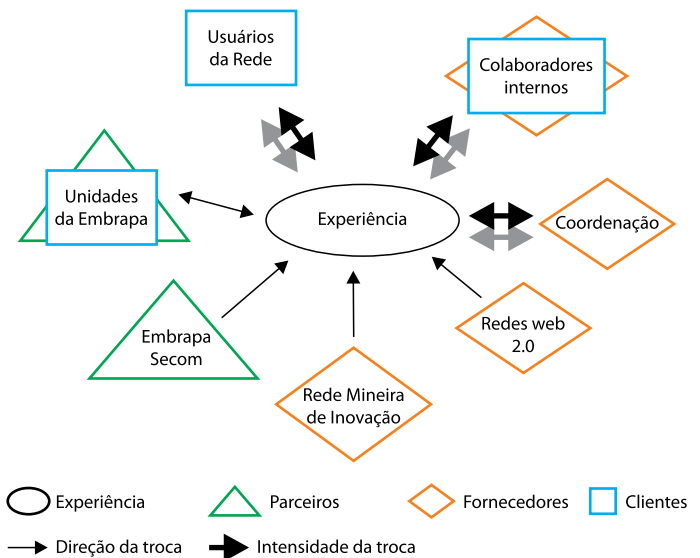 Usuários
da Rede
Colaboradores
internos
Unidades
da Embrapa
Experiência
Coordenação
Embrapa
Secom
Redes web
2.0
Rede Mineira
de Inovação
Experiência
Parceiros
Fornecedores
Clientes
Direção da troca
Intensidade da troca